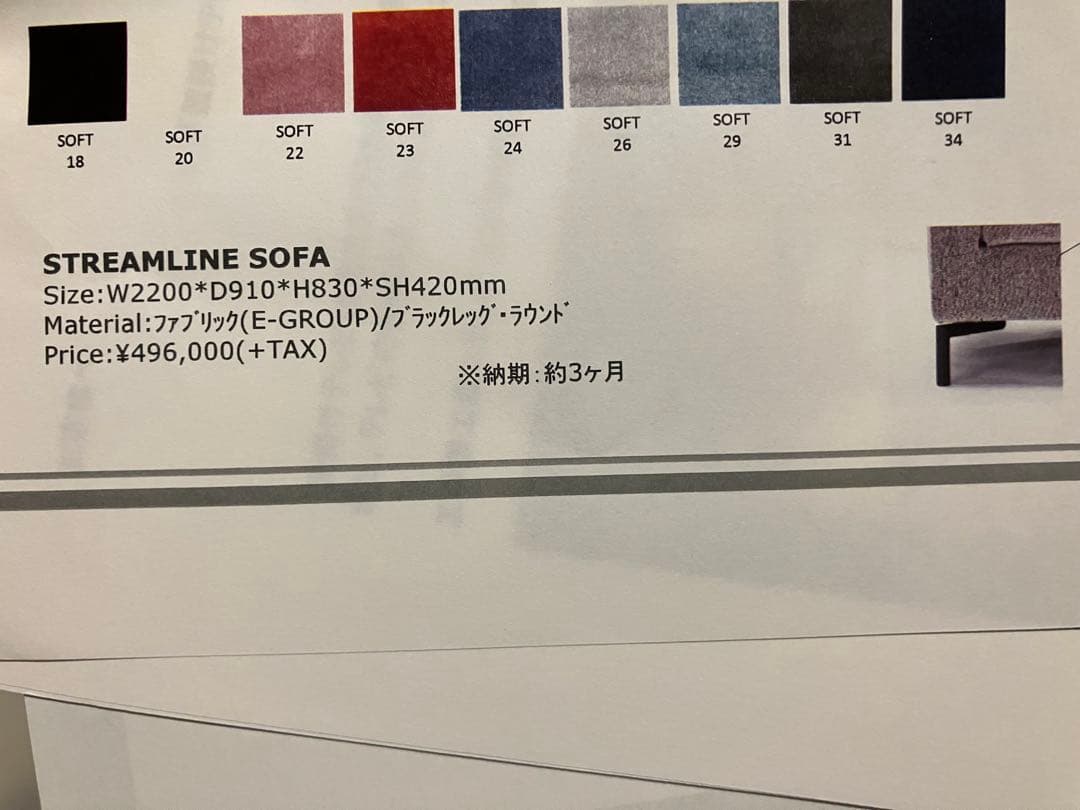 SOFT SOFT SOFT SOFT SOFT SOFT SOFT SOFT SOFT
18 20 22 23 24 26 29 31 34
STREAMLINE SOFA
Size:W2200*D910*H830*SH420mm
Material:ﾌｧﾌﾞﾘｯｸ(E-GROUP)/ﾌﾞﾗｯｸﾚｯｸﾞ・ﾗｳﾝﾄﾞ
Price:¥496,000(+TAX)
※納期:約3ヶ月